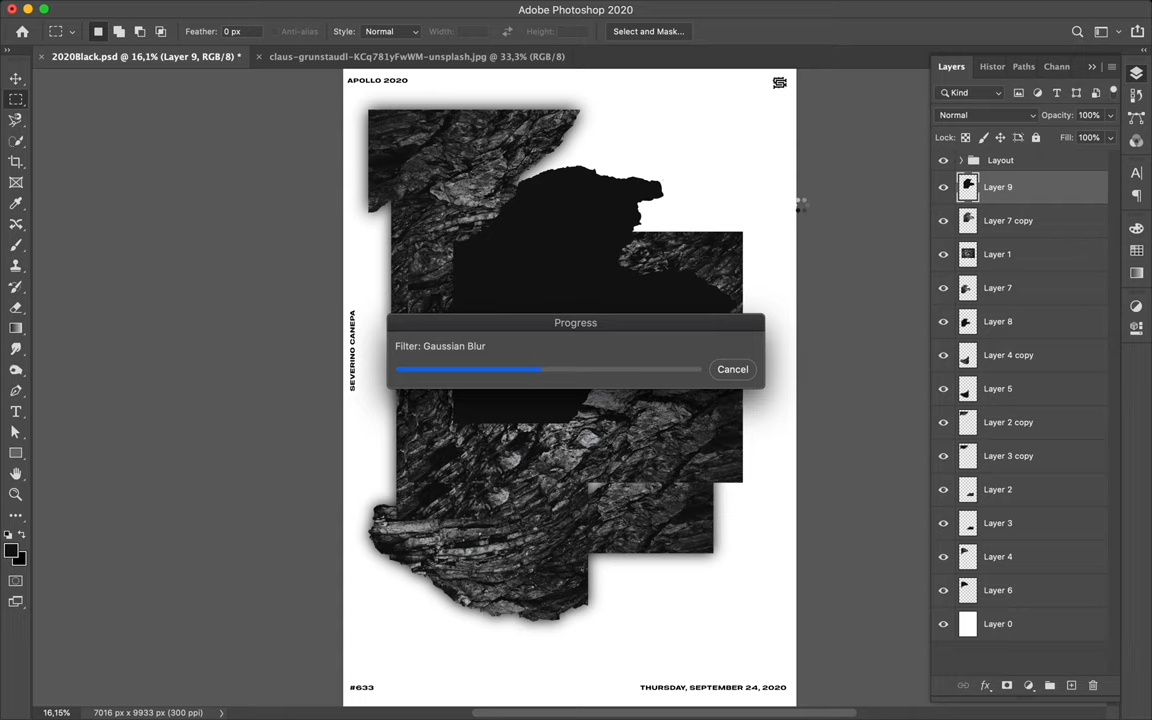 Adobe Photoshop 2020
Feather: 0 px
Anti-alias
Style: Normal
Width:
Height:
Select and Mask...
2020Black.psd @ 16,1% (Layer 9, RGB/8) *
claus-grunstaudl-KCq781yFwWM-unsplash.jpg @ 33,3% (RGB/8)
Layers
Histor
Paths
Chann
Kind
Normal
Opacity: 100%
Lock:
Fill: 100%
Layout
Layer 9
Layer 7 copy
Layer 1
Layer 7
Layer 8
Layer 4 copy
Layer 5
Layer 2 copy
Layer 3 copy
Layer 2
Layer 3
Layer 4
Layer 6
Layer 0
APOLLO 2020
SEVERINO CANEPA
Progress
Filter: Gaussian Blur
Cancel
#633
THURSDAY, SEPTEMBER 24, 2020
16,15%
7016 px x 9933 px (300 ppi)